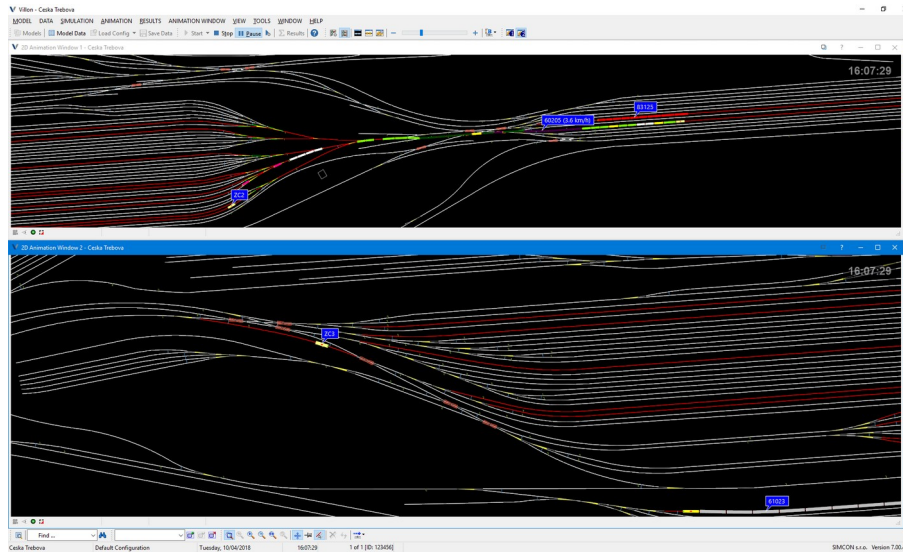 Villon - Ceska Trebova
MODEL DATA SIMULATION ANIMATION RESULTS ANIMATION WINDOW VIEW TOOLS WINDOW HELP
Models Model Data Load Config Save Data Start Stop Pause Results
2D Animation Window 1 - Ceska Trebova
16:07:29
83125
60205 (3.6 km/h)
ZC2
2D Animation Window 2 - Ceska Trebova
16:07:29
ZC3
61023
Find ...
Ceska Trebova Default Configuration Tuesday, 10/04/2018 16:07:29 1 of 1 [ID: 123456] SIMCON s.r.o. Version 7.00.